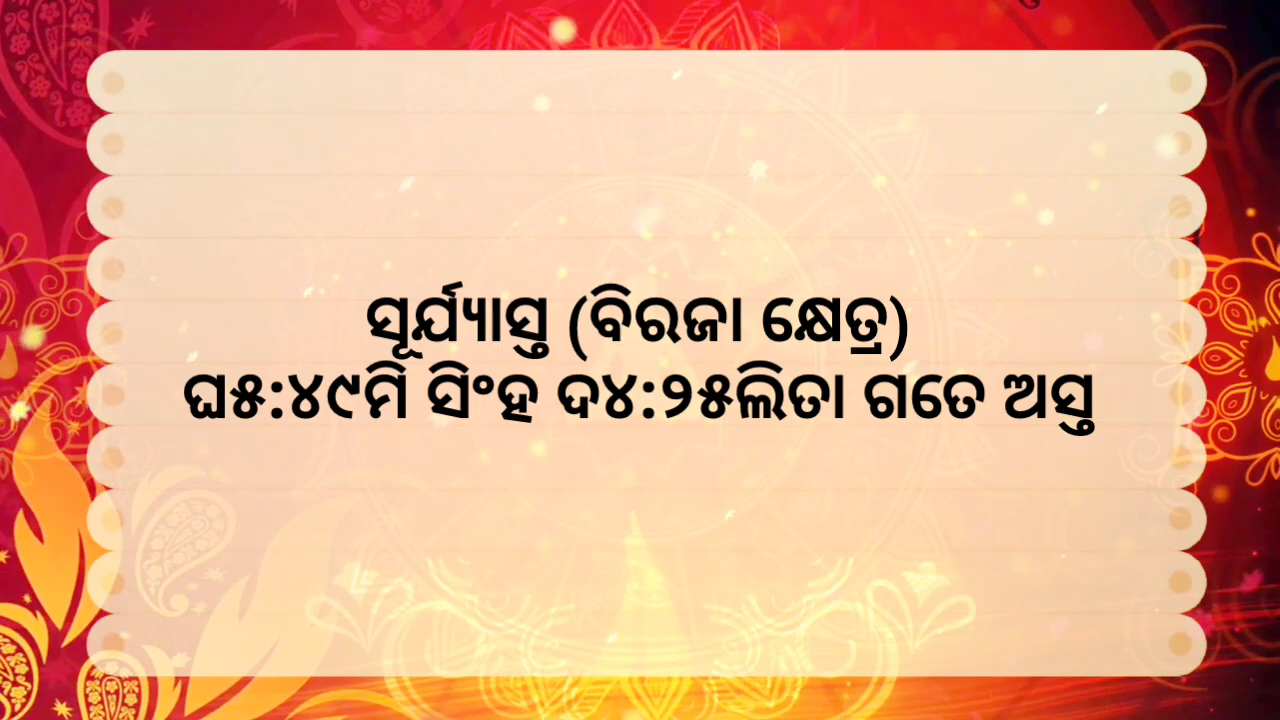 ସୂର୍ଯ୍ୟାସ୍ତ (ବିରଜା କ୍ଷେତ୍ର)
ଘ୫:୪୯ମି ସିଂହ ଦ୪:୨୫ଲିତା ଗତେ ଅସ୍ତ